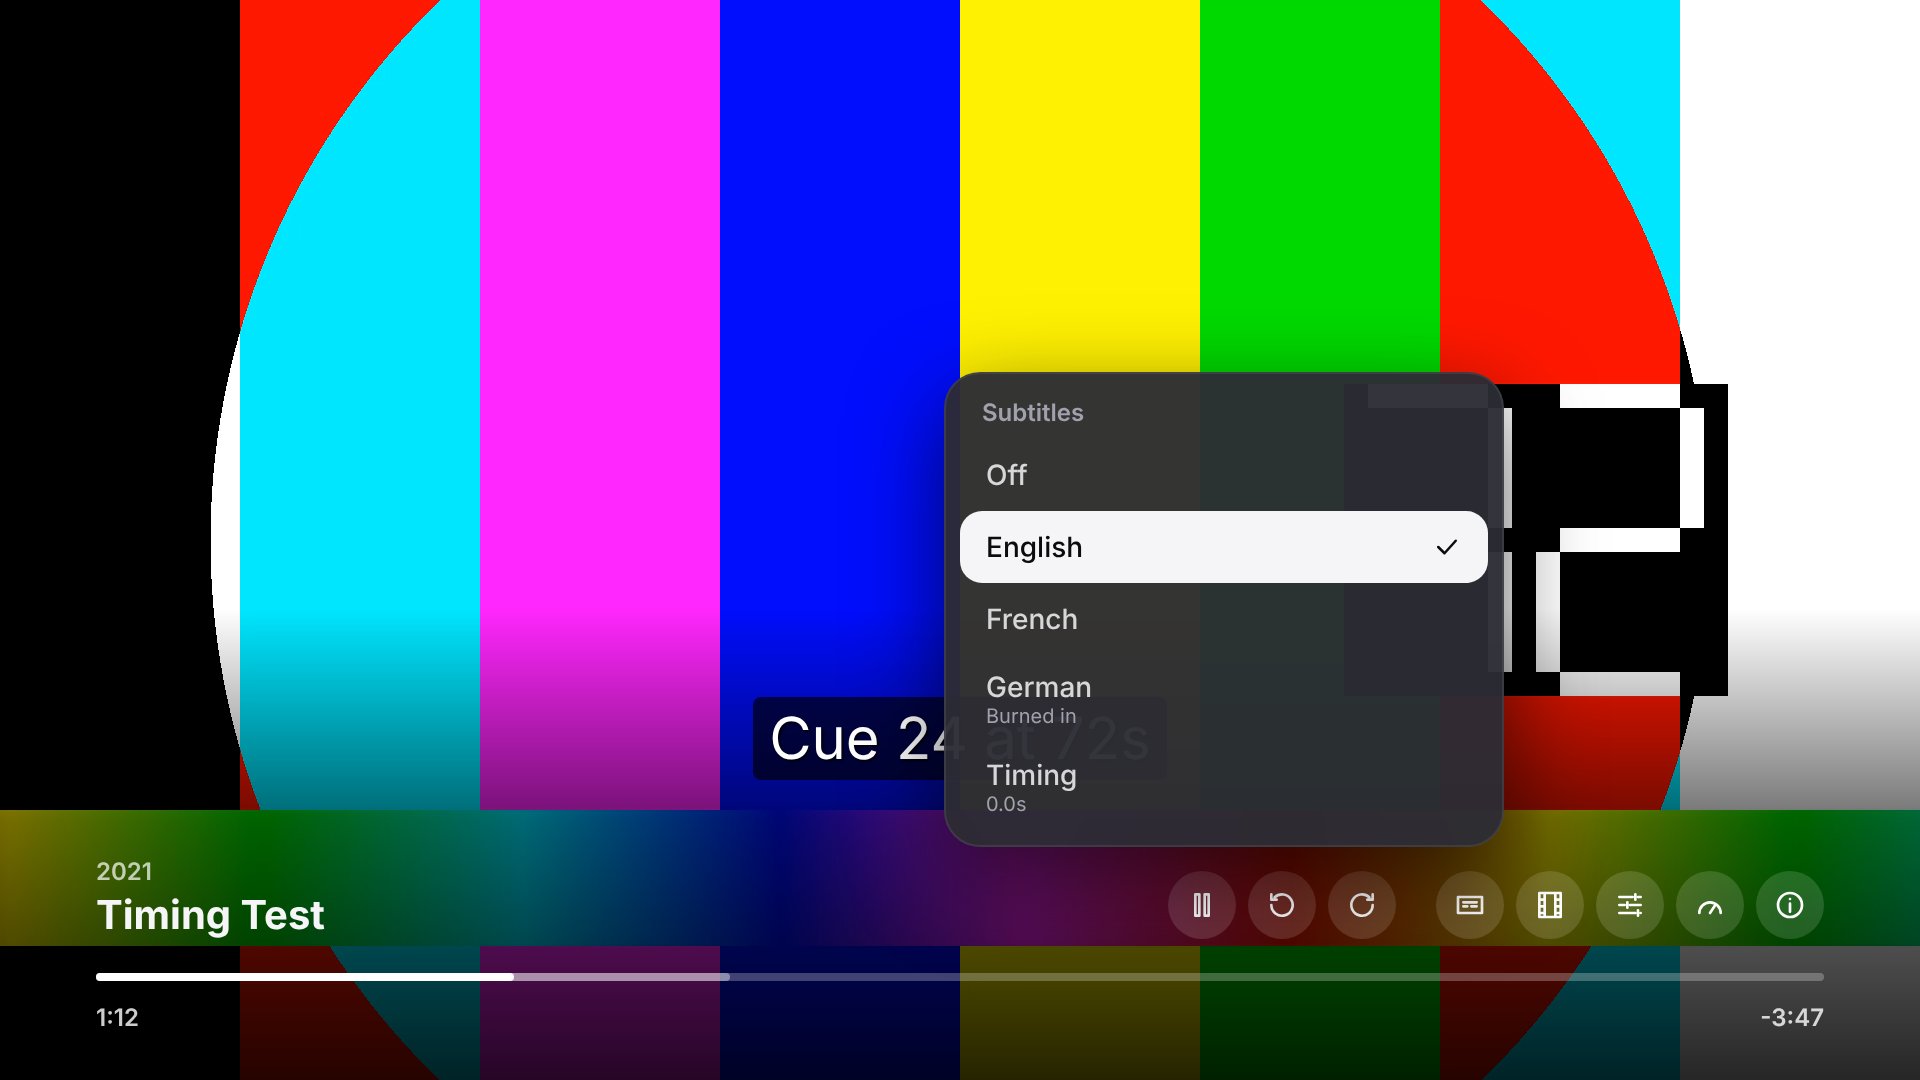 Subtitles
Off
English
French
German
Burned in
Timing
0.0s
Cue 24 at 72s
2021
Timing Test
1:12
-3:47